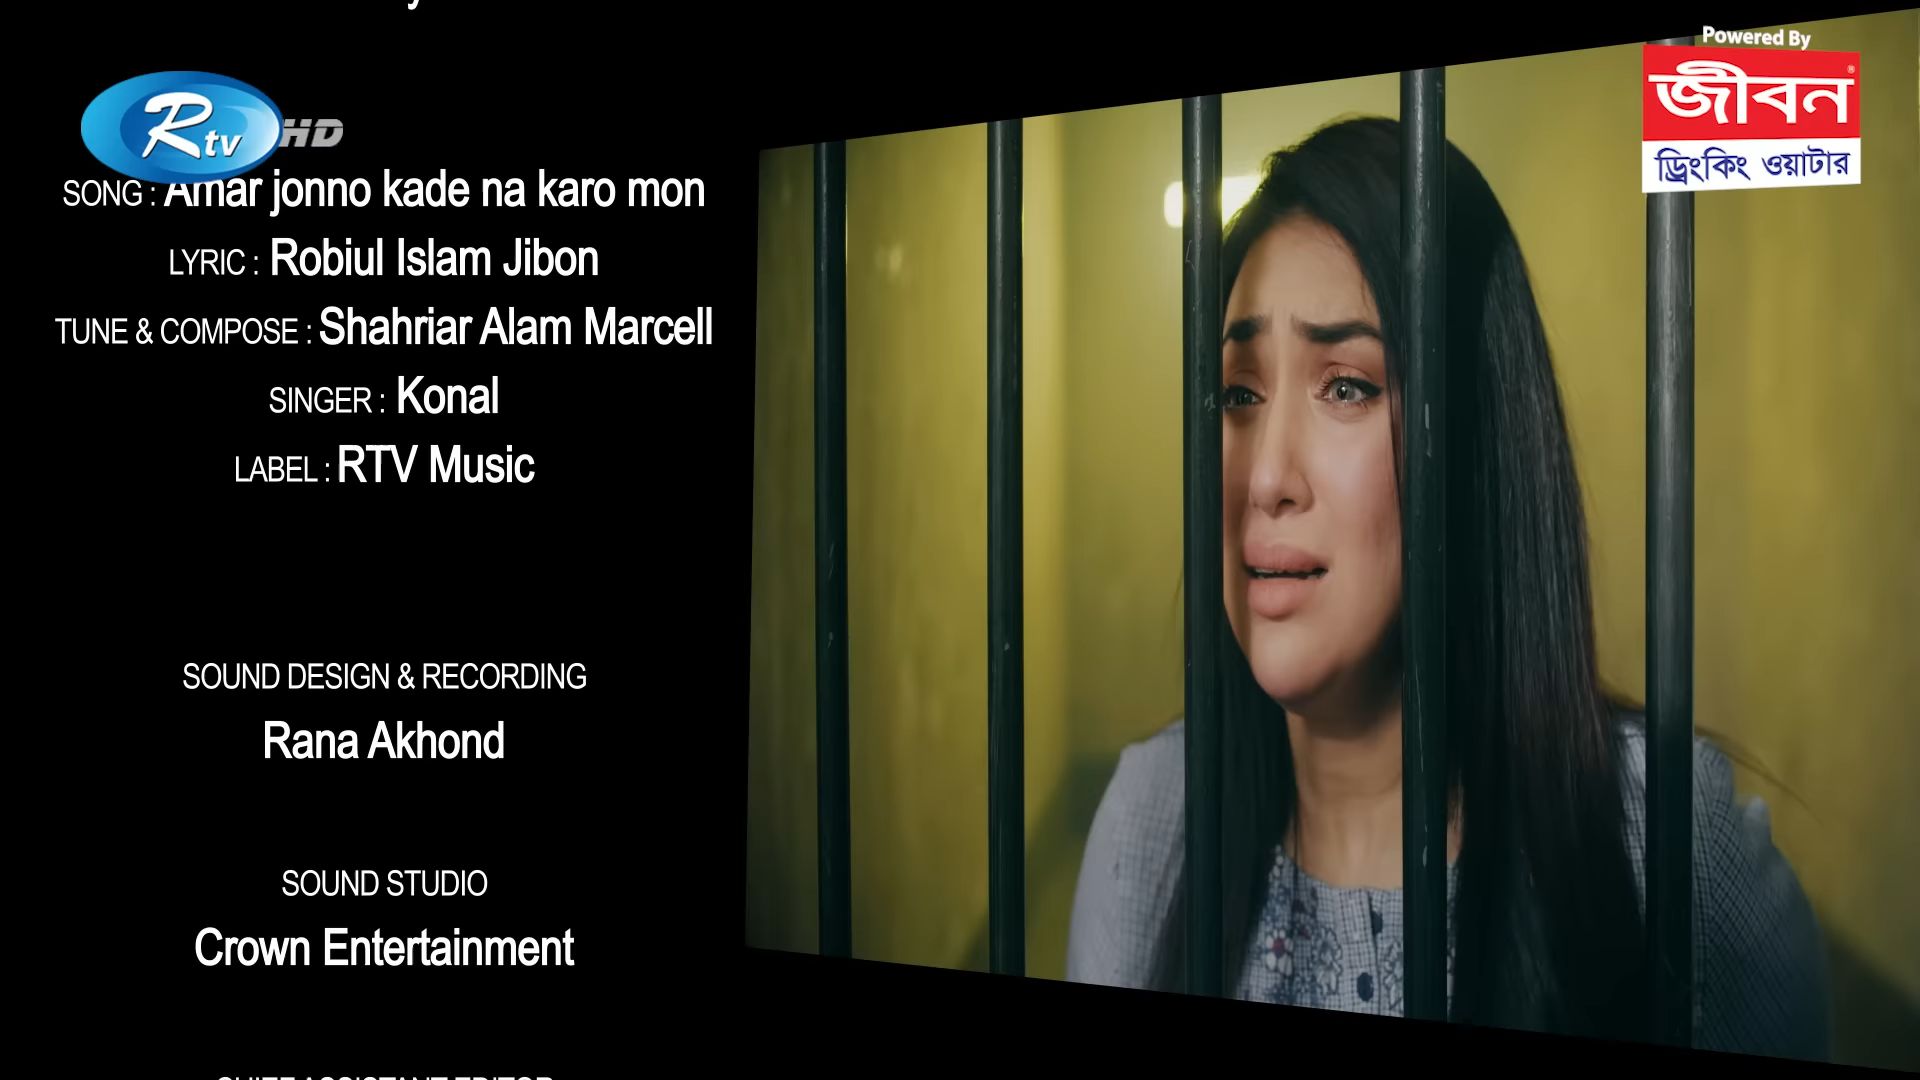 Powered By
Rtv HD
জীবন®
ড্রিংকিং ওয়াটার
SONG : Amar jonno kade na karo mon
LYRIC : Robiul Islam Jibon
TUNE & COMPOSE : Shahriar Alam Marcell
SINGER : Konal
LABEL : RTV Music
SOUND DESIGN & RECORDING
Rana Akhond
SOUND STUDIO
Crown Entertainment